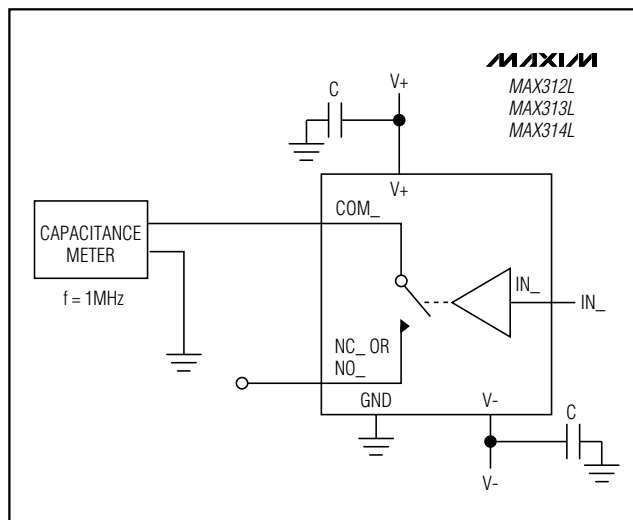 MAXIM
MAX312L
MAX313L
MAX314L
C
V+
V+
COM_
CAPACITANCE
METER
f = 1MHz
IN_
IN_
NC_ OR
NO_
GND
V-
C
V-